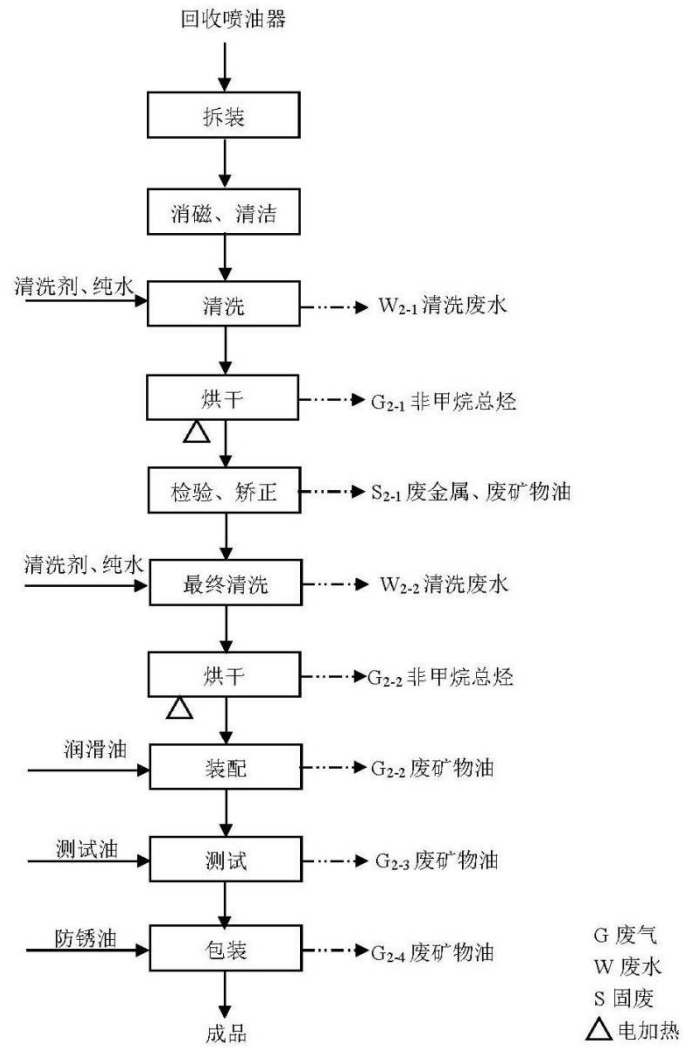 回收喷油器
拆装
消磁、清洁
清洗剂、纯水
清洗
W2-1 清洗废水
烘干
G2-1 非甲烷总烃
检验、矫正
S2-1 废金属、废矿物油
清洗剂、纯水
最终清洗
W2-2 清洗废水
烘干
G2-2 非甲烷总烃
润滑油
装配
G2-2 废矿物油
测试油
测试
G2-3 废矿物油
防锈油
包装
G2-4 废矿物油
成品
G 废气
W 废水
S 固废
电加热